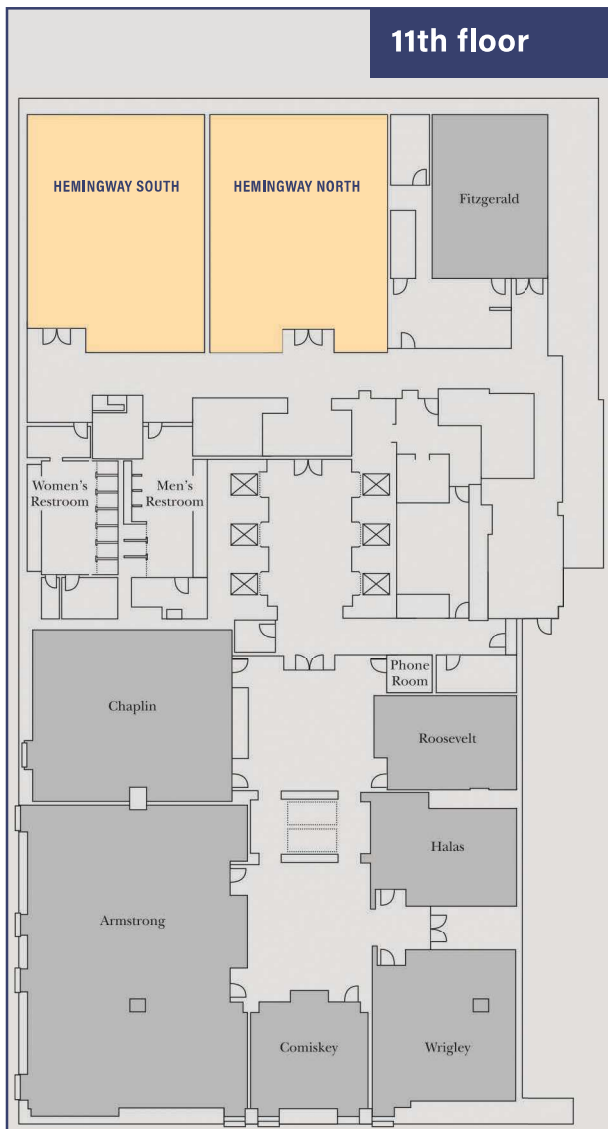 11th floor
HEMINGWAY SOUTH
HEMINGWAY NORTH
Fitzgerald
Women's
Restroom
Men's
Restroom
Phone
Room
Chaplin
Roosevelt
Halas
Armstrong
Comiskey
Wrigley